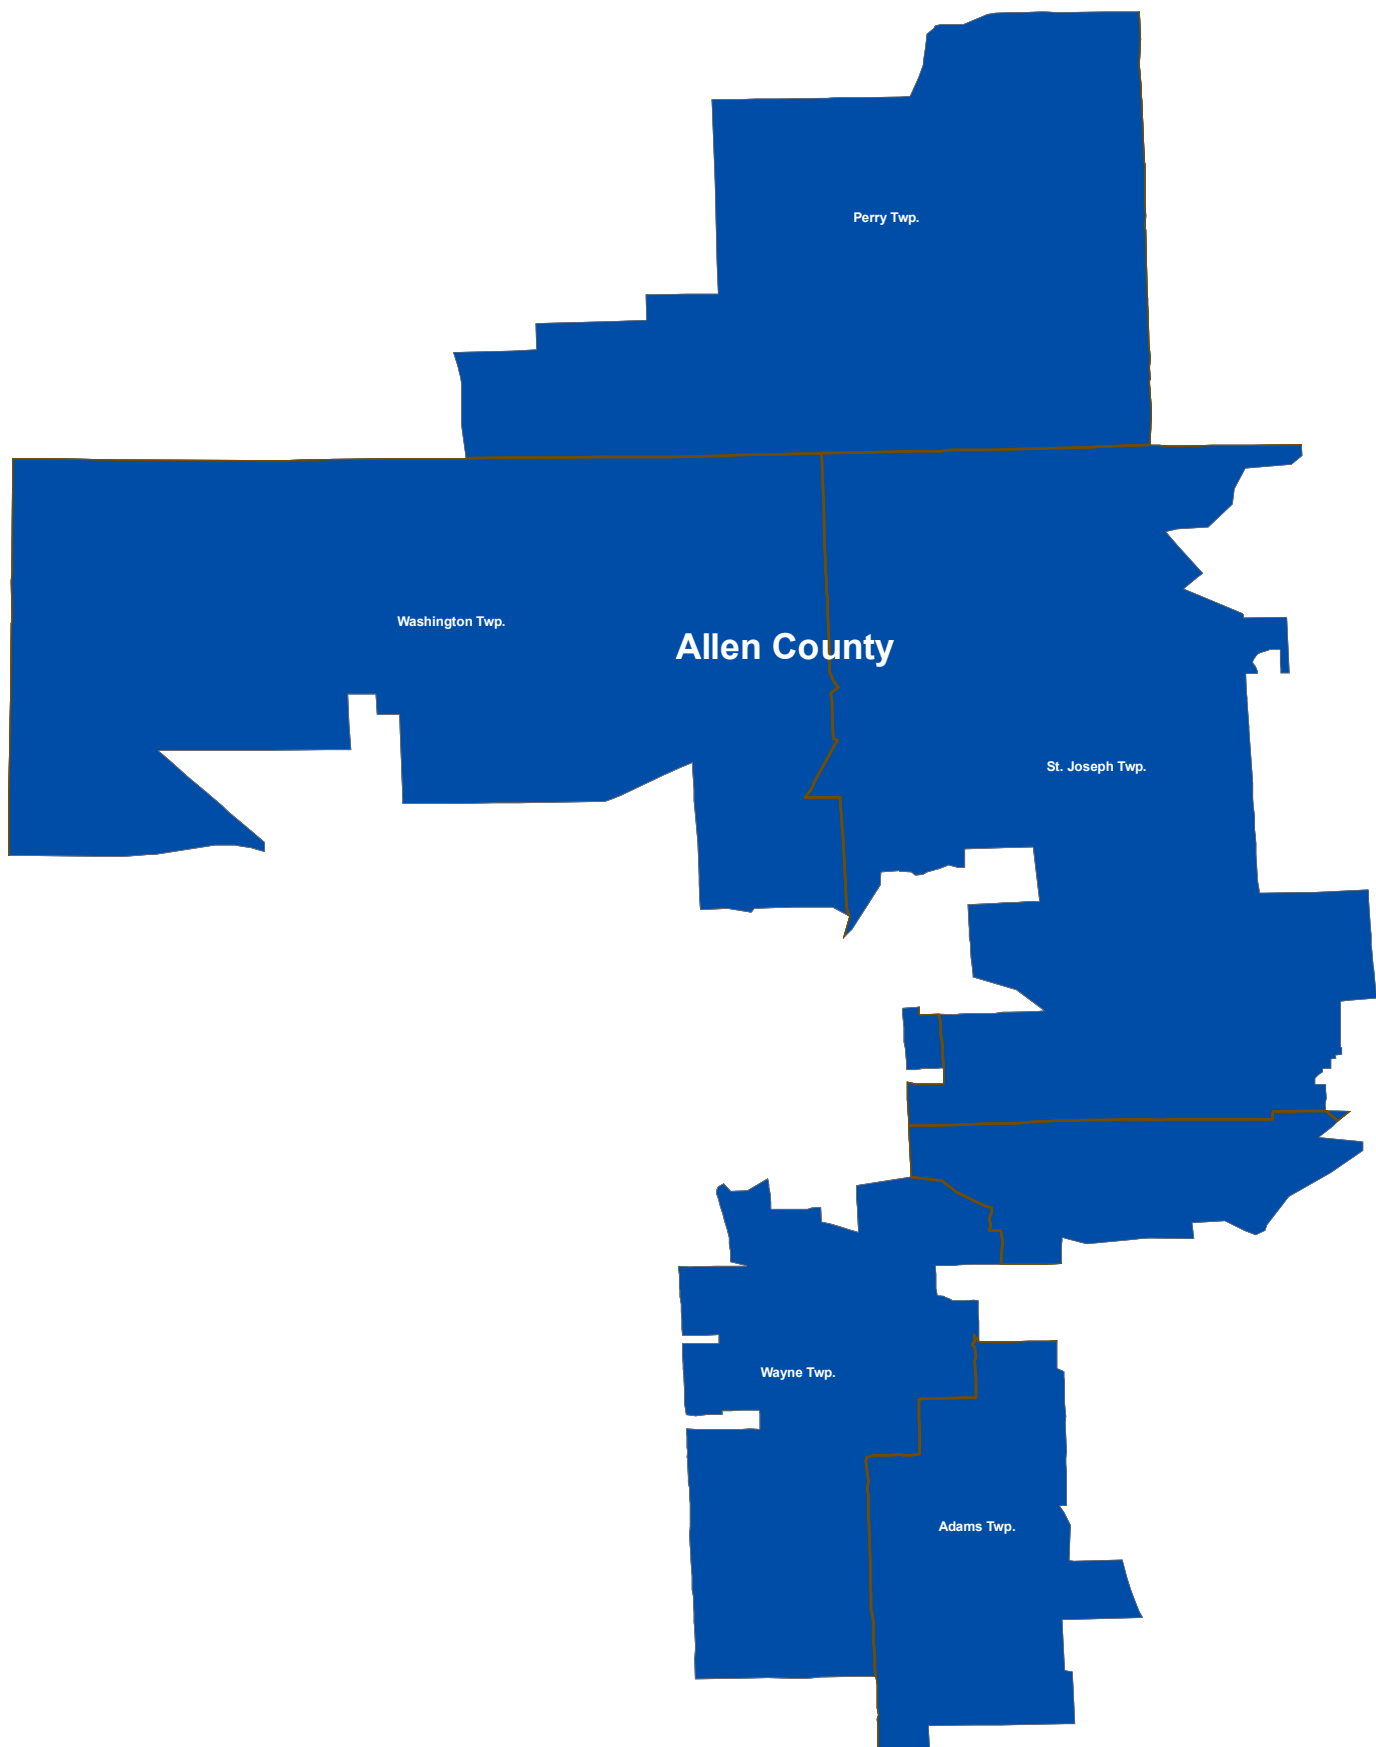 Perry Twp.
Washington Twp.
Allen County
St. Joseph Twp.
Wayne Twp.
Adams Twp.